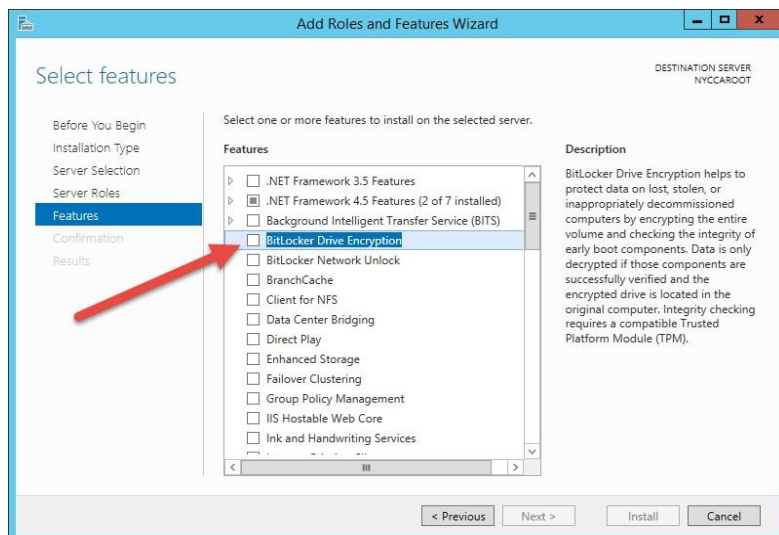 Add Roles and Features Wizard
Select features
DESTINATION SERVER
NYCCAROOT
Before You Begin
Installation Type
Server Selection
Server Roles
Features
Confirmation
Results
Select one or more features to install on the selected server.
Features
.NET Framework 3.5 Features
.NET Framework 4.5 Features (2 of 7 installed)
Background Intelligent Transfer Service (BITS)
BitLocker Drive Encryption
BitLocker Network Unlock
BranchCache
Client for NFS
Data Center Bridging
Direct Play
Enhanced Storage
Failover Clustering
Group Policy Management
IIS Hostable Web Core
Ink and Handwriting Services
Description
BitLocker Drive Encryption helps to
protect data on lost, stolen, or
inappropriately decommissioned
computers by encrypting the entire
volume and checking the integrity of
early boot components. Data is only
decrypted if those components are
successfully verified and the
encrypted drive is located in the
original computer. Integrity checking
requires a compatible Trusted
Platform Module (TPM).
< Previous
Next >
Install
Cancel